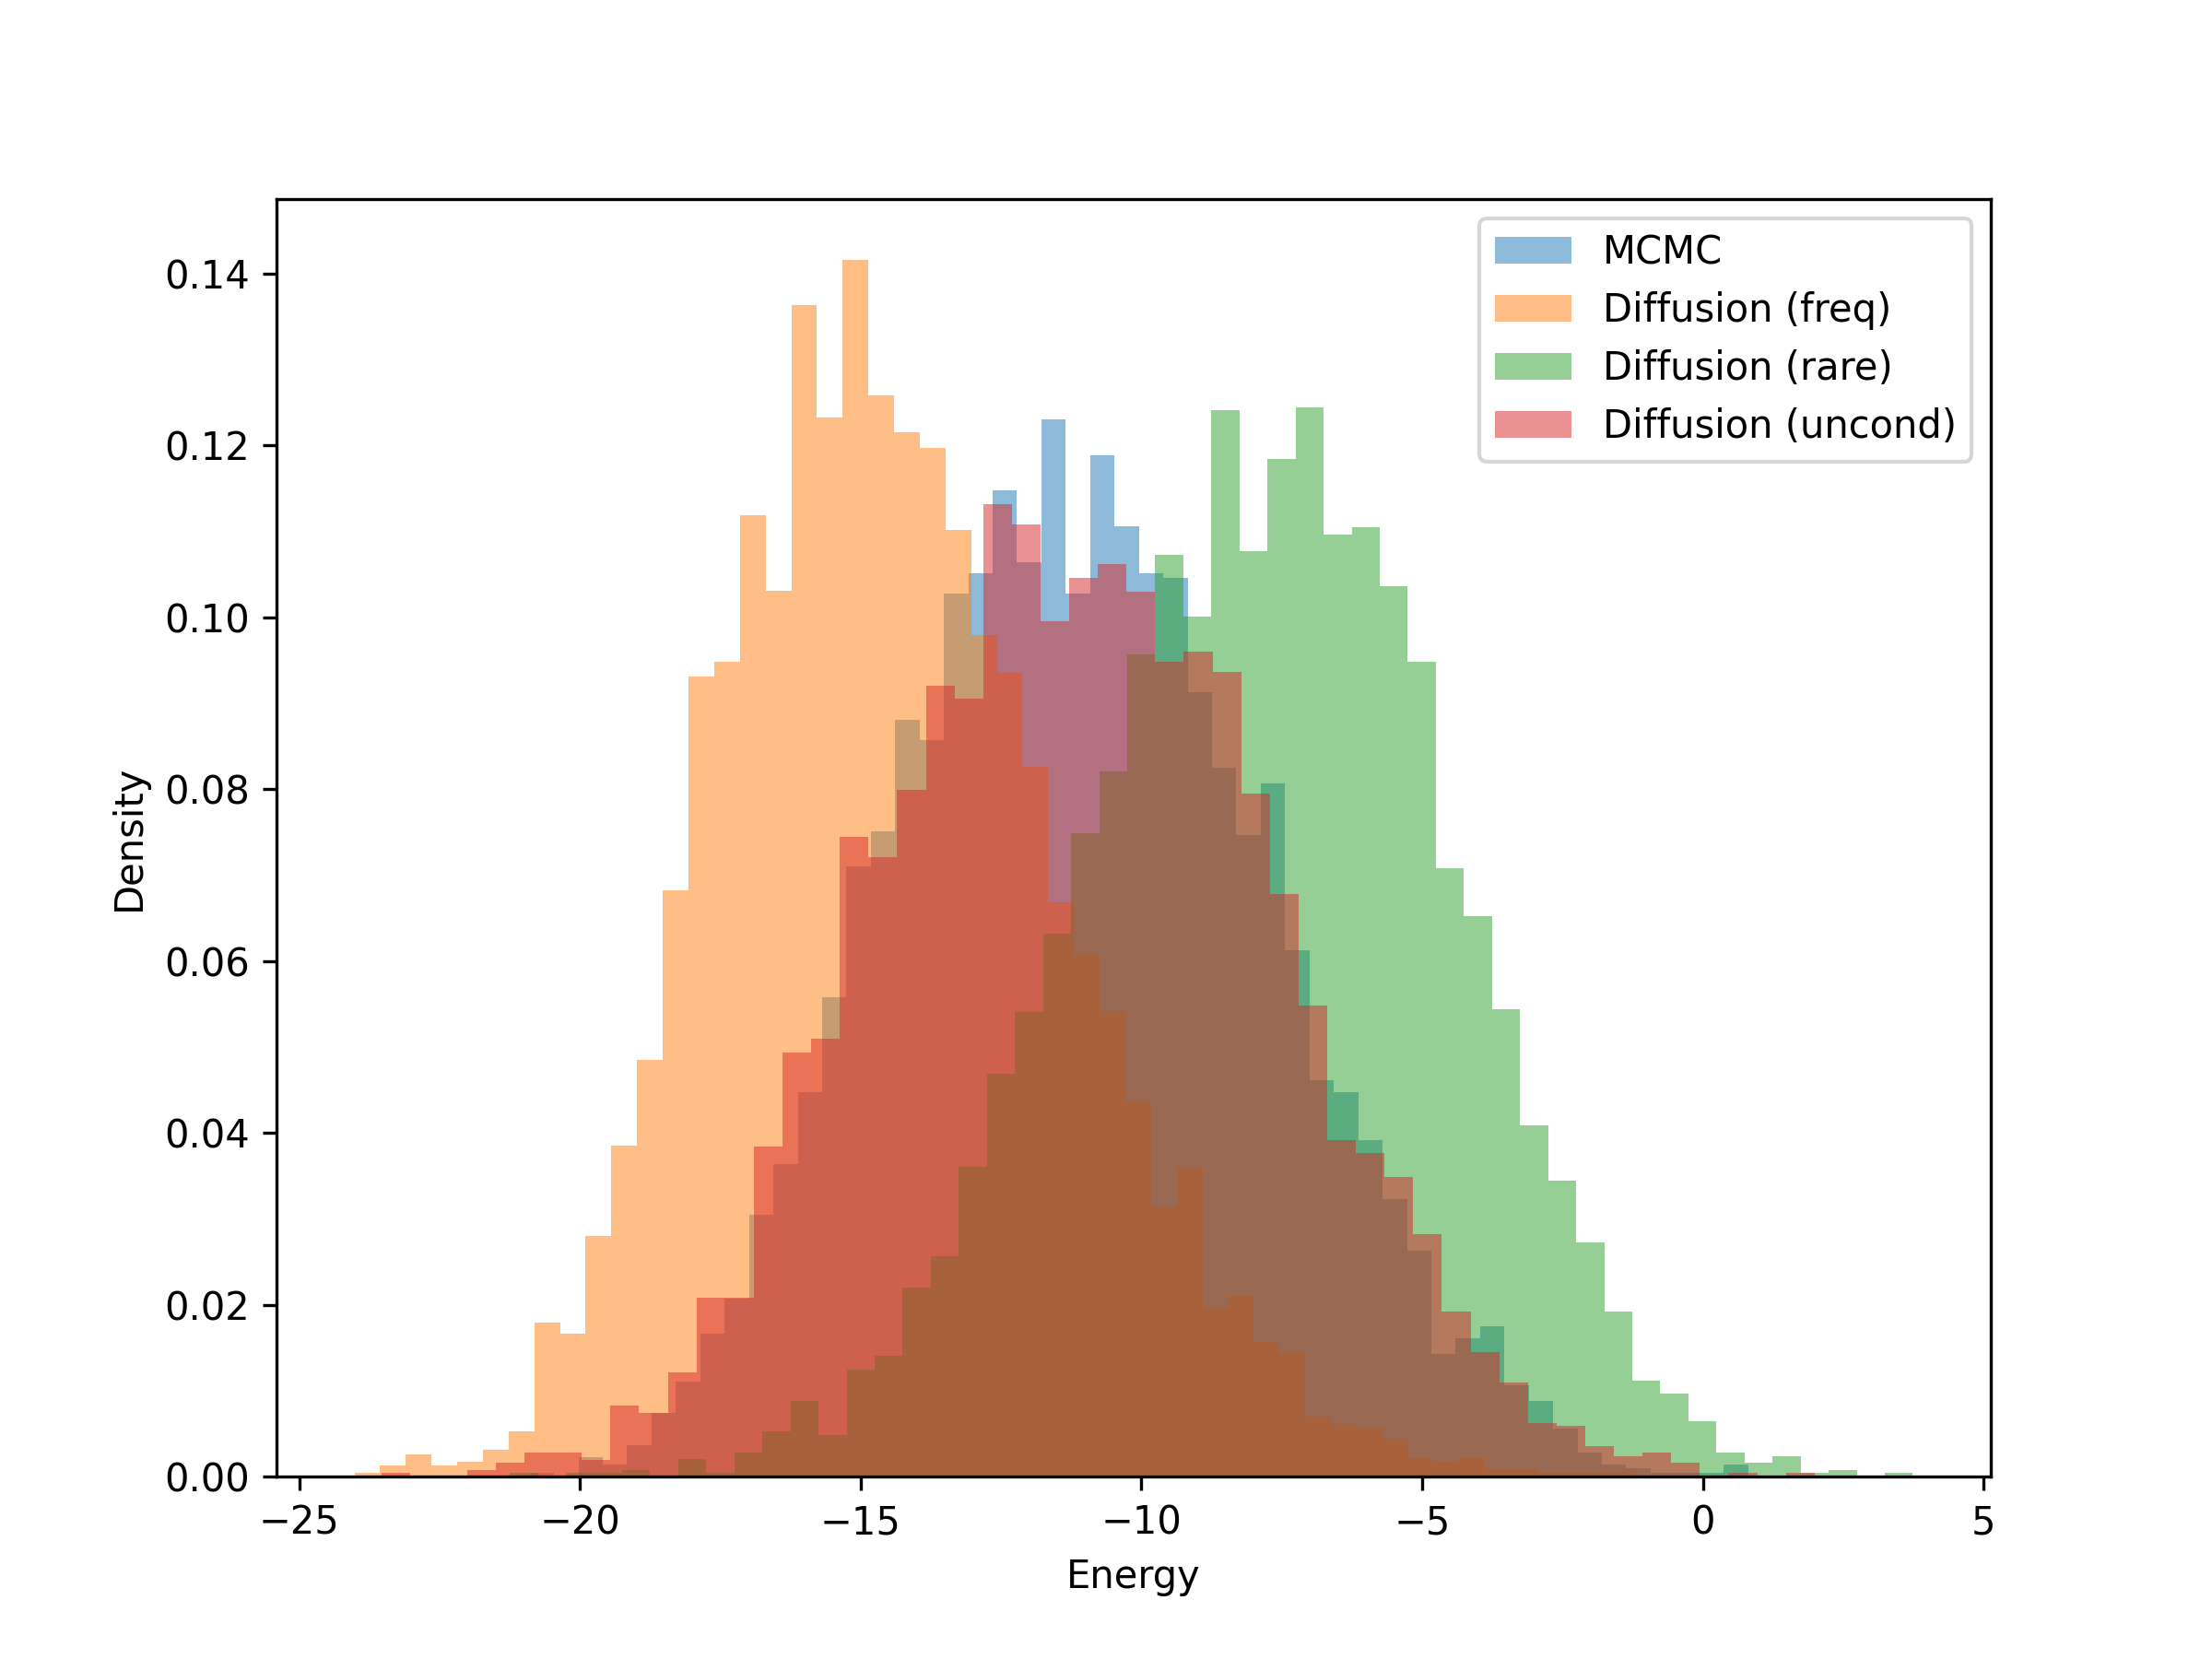 MCMC
Diffusion (freq)
Diffusion (rare)
Diffusion (uncond)
0.14
0.12
0.10
0.08
0.06
0.04
0.02
0.00
Density
−25 −20 −15 −10 −5 0 5
Energy